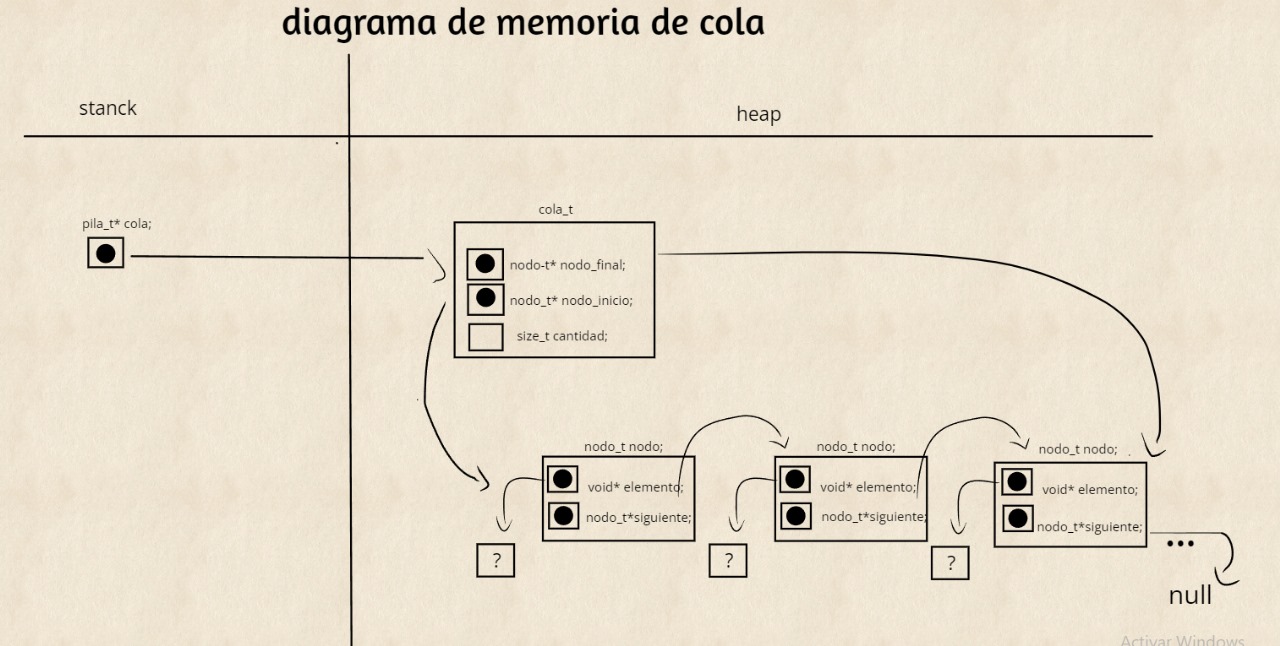 diagrama de memoria de cola
stanck
heap
pila_t* cola;
cola_t
nodo-t* nodo_final;
nodo_t* nodo_inicio;
size_t cantidad;
nodo_t nodo;
void* elemento;
nodo_t*siguiente;
?
nodo_t nodo;
void* elemento;
nodo_t*siguiente;
?
nodo_t nodo;
void* elemento;
nodo_t*siguiente;
?
...
null
Activar Windows